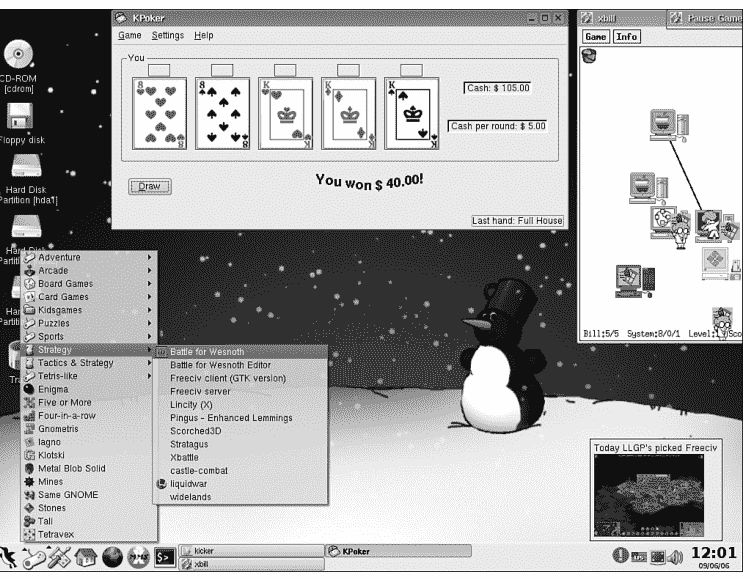 KPoker
Game Settings Help
You
8 8 K K K
Cash: $ 105.00
Cash per round: $ 5.00
Draw
You won $ 40.00!
Last hand: Full House
xbill
Pause Game
Game Info
Bill:5/5 System:8/0/1 Level:1
CD-ROM
[cdrom]
Floppy disk
Hard Disk
Partition [hda1]
Hard Disk
Adventure
Arcade
Board Games
Card Games
Kidsgames
Puzzles
Sports
Strategy
Tactics & Strategy
Tetris-like
Enigma
Five or More
Four-in-a-row
Gnometris
Iagno
Klotski
Metal Blob Solid
Mines
Same GNOME
Stones
Tali
Tetravex
Battle for Wesnoth
Battle for Wesnoth Editor
Freeciv client (GTK version)
Freeciv server
Lincity (X)
Pingus - Enhanced Lemmings
Scorched3D
Stratagus
Xbattle
castle-combat
liquidwar
widelands
Today LLGP's picked Freeciv
kicker
xbill
KPoker
12:01
09/06/06